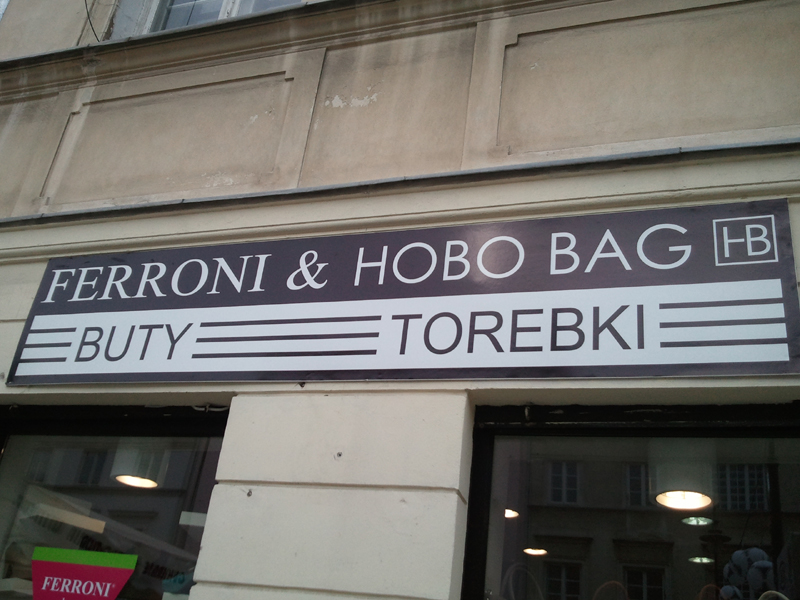 FERRONI & HOBO BAG HB
BUTY TOREBKI
FERRONI